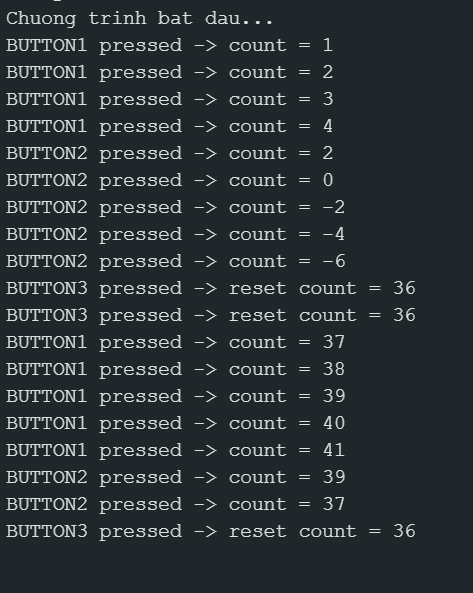 Chuong trinh bat dau...
BUTTON1 pressed -> count = 1
BUTTON1 pressed -> count = 2
BUTTON1 pressed -> count = 3
BUTTON1 pressed -> count = 4
BUTTON2 pressed -> count = 2
BUTTON2 pressed -> count = 0
BUTTON2 pressed -> count = -2
BUTTON2 pressed -> count = -4
BUTTON2 pressed -> count = -6
BUTTON3 pressed -> reset count = 36
BUTTON3 pressed -> reset count = 36
BUTTON1 pressed -> count = 37
BUTTON1 pressed -> count = 38
BUTTON1 pressed -> count = 39
BUTTON1 pressed -> count = 40
BUTTON1 pressed -> count = 41
BUTTON2 pressed -> count = 39
BUTTON2 pressed -> count = 37
BUTTON3 pressed -> reset count = 36